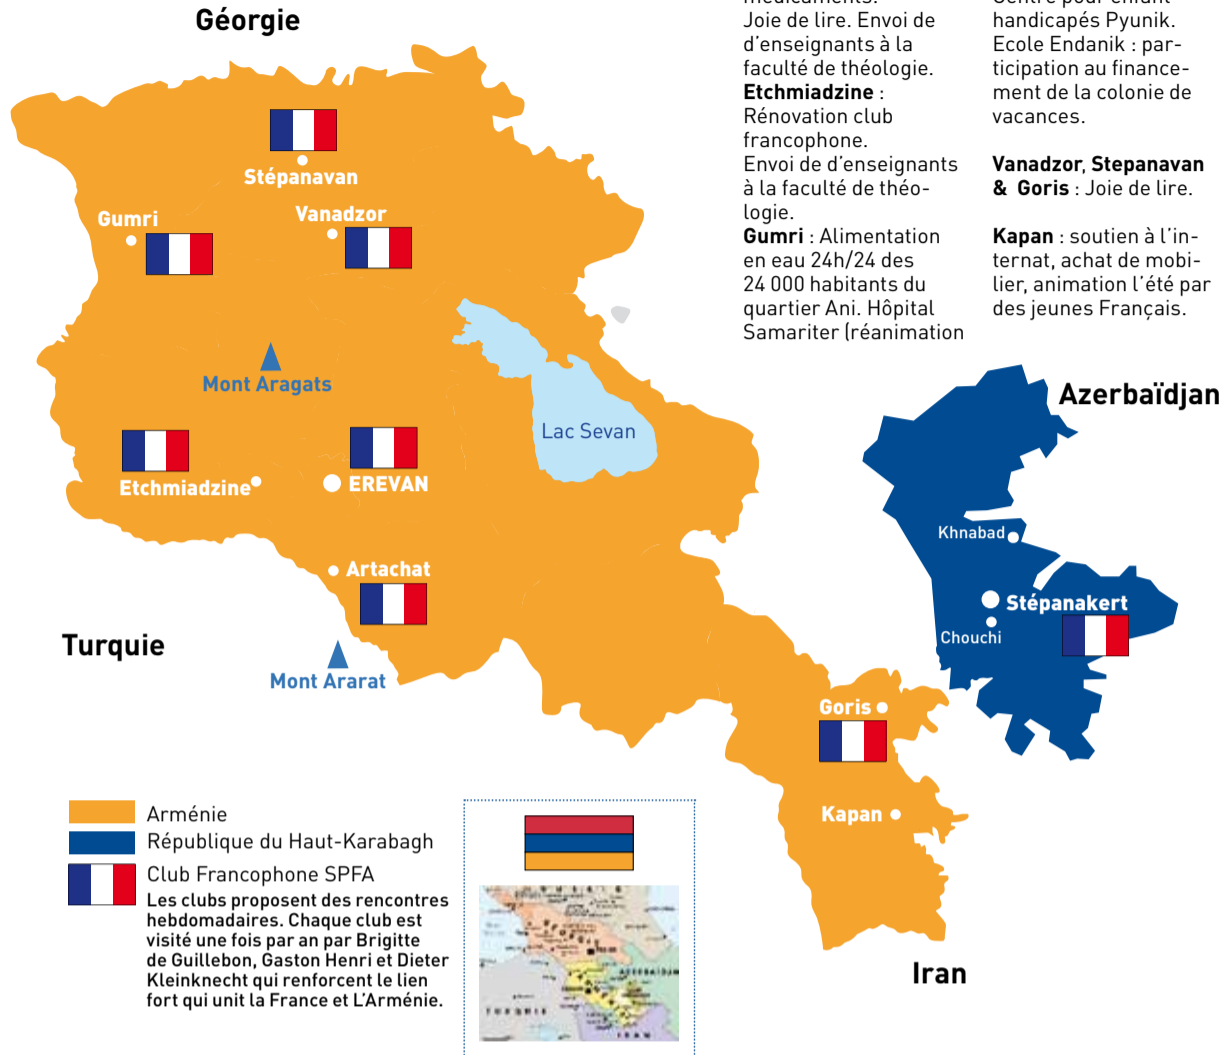 médicaments.
Joie de lire. Envoi de
d'enseignants à la
faculté de théologie.
Etchmiadzine :
Rénovation club
francophone.
Envoi de d'enseignants
à la faculté de théo-
logie.
Gumri : Alimentation
en eau 24h/24 des
24 000 habitants du
quartier Ani. Hôpital
Samariter (réanimation
Centre pour enfant
handicapés Pyunik.
Ecole Endanik : par-
ticipation au finance-
ment de la colonie de
vacances.
Vanadzor, Stepanavan
& Goris : Joie de lire.
Kapan : soutien à l'in-
ternat, achat de mobi-
lier, animation l'été par
des jeunes Français.
Géorgie
Stépanavan
Gumri
Vanadzor
Mont Aragats
Lac Sevan
Etchmiadzine
EREVAN
Artachat
Turquie
Mont Ararat
Azerbaïdjan
Khnabad
Stépanakert
Chouchi
Goris
Kapan
Iran
Arménie
République du Haut-Karabagh
Club Francophone SPFA
Les clubs proposent des rencontres
hebdomadaires. Chaque club est
visité une fois par an par Brigitte
de Guillebon, Gaston Henri et Dieter
Kleinknecht qui renforcent le lien
fort qui unit la France et L'Arménie.
TURQUIE
IRAN